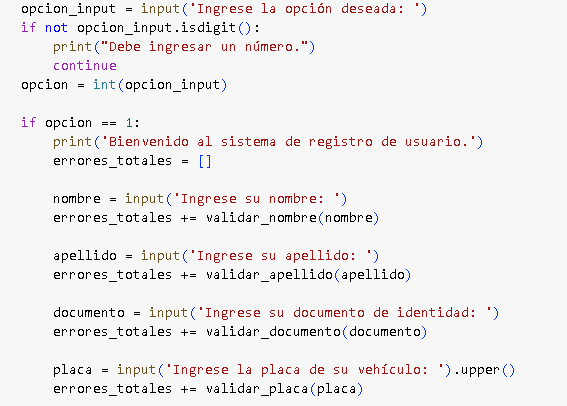 opcion_input = input('Ingrese la opción deseada: ')
if not opcion_input.isdigit():
    print("Debe ingresar un número.")
    continue
opcion = int(opcion_input)

if opcion == 1:
    print('Bienvenido al sistema de registro de usuario.')
    errores_totales = []

    nombre = input('Ingrese su nombre: ')
    errores_totales += validar_nombre(nombre)

    apellido = input('Ingrese su apellido: ')
    errores_totales += validar_apellido(apellido)

    documento = input('Ingrese su documento de identidad: ')
    errores_totales += validar_documento(documento)

    placa = input('Ingrese la placa de su vehículo: ').upper()
    errores_totales += validar_placa(placa)